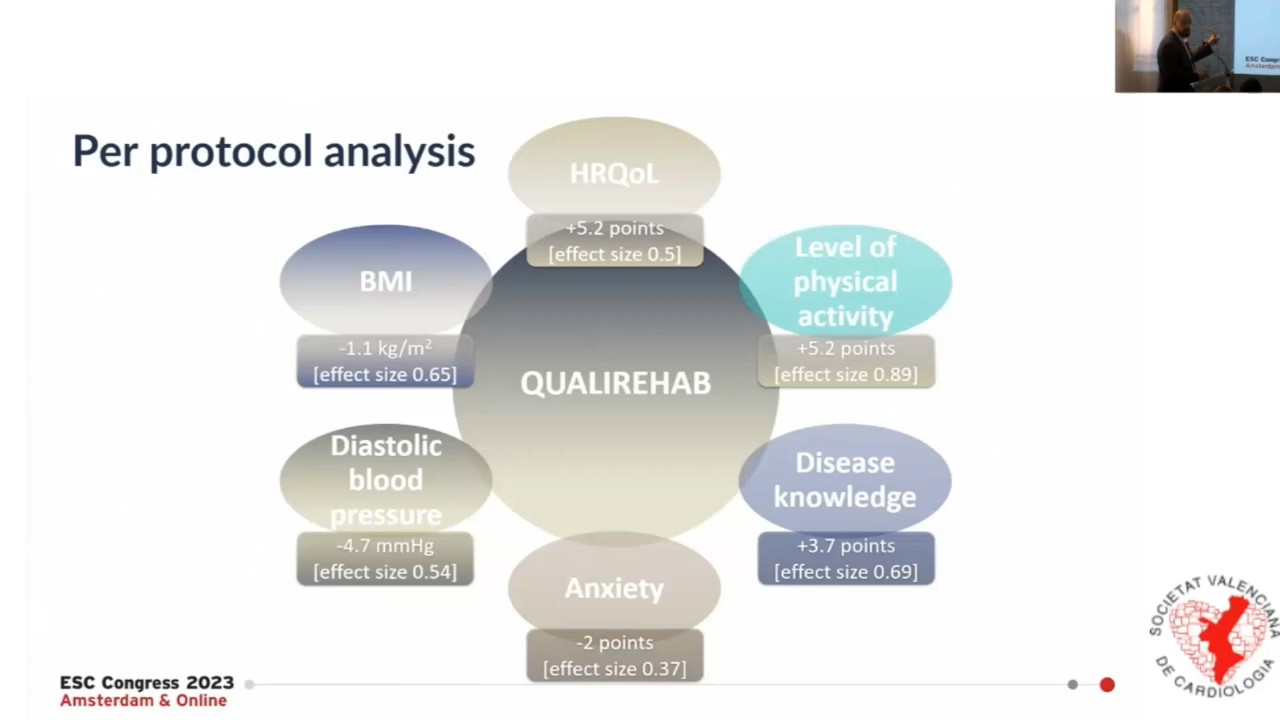 Per protocol analysis
HRQoL
+5.2 points
[effect size 0.5]
BMI
-1.1 kg/m²
[effect size 0.65]
Level of
physical
activity
+5.2 points
[effect size 0.89]
QUALIREHAB
Diastolic
blood
pressure
-4.7 mmHg
[effect size 0.54]
Disease
knowledge
+3.7 points
[effect size 0.69]
Anxiety
-2 points
[effect size 0.37]
ESC Congress 2023
Amsterdam & Online
SOCIETAT VALENCIANA
DE CARDIOLOGIA
ESC Cong
Amsterdam